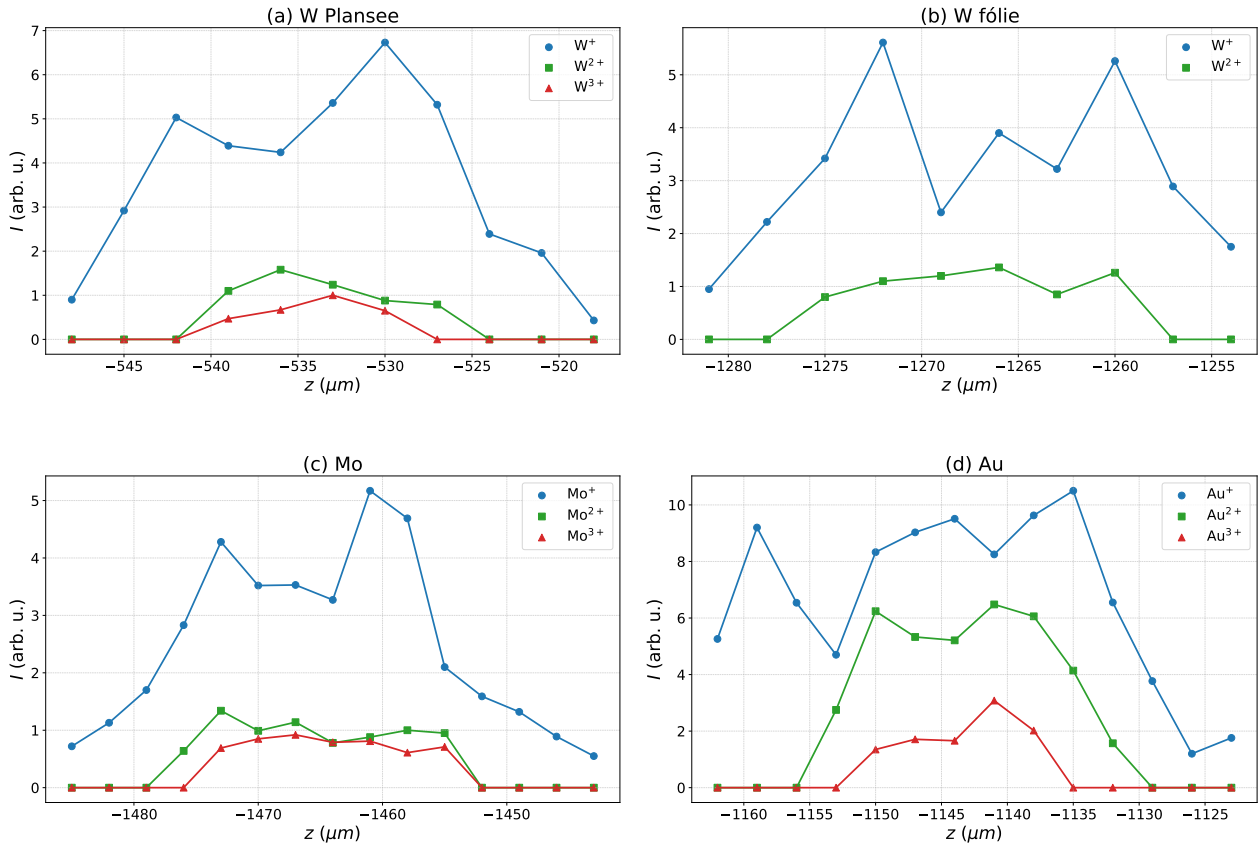 (a) W Plansee
7
6
5
4
3
2
1
0
I (arb. u.)
W⁺
W²⁺
W³⁺
−545 −540 −535 −530 −525 −520
z (μm)
(b) W fólie
5
4
3
2
1
0
I (arb. u.)
W⁺
W²⁺
−1280 −1275 −1270 −1265 −1260 −1255
z (μm)
(c) Mo
5
4
3
2
1
0
I (arb. u.)
Mo⁺
Mo²⁺
Mo³⁺
−1480 −1470 −1460 −1450
z (μm)
(d) Au
10
8
6
4
2
0
I (arb. u.)
Au⁺
Au²⁺
Au³⁺
−1160 −1155 −1150 −1145 −1140 −1135 −1130 −1125
z (μm)